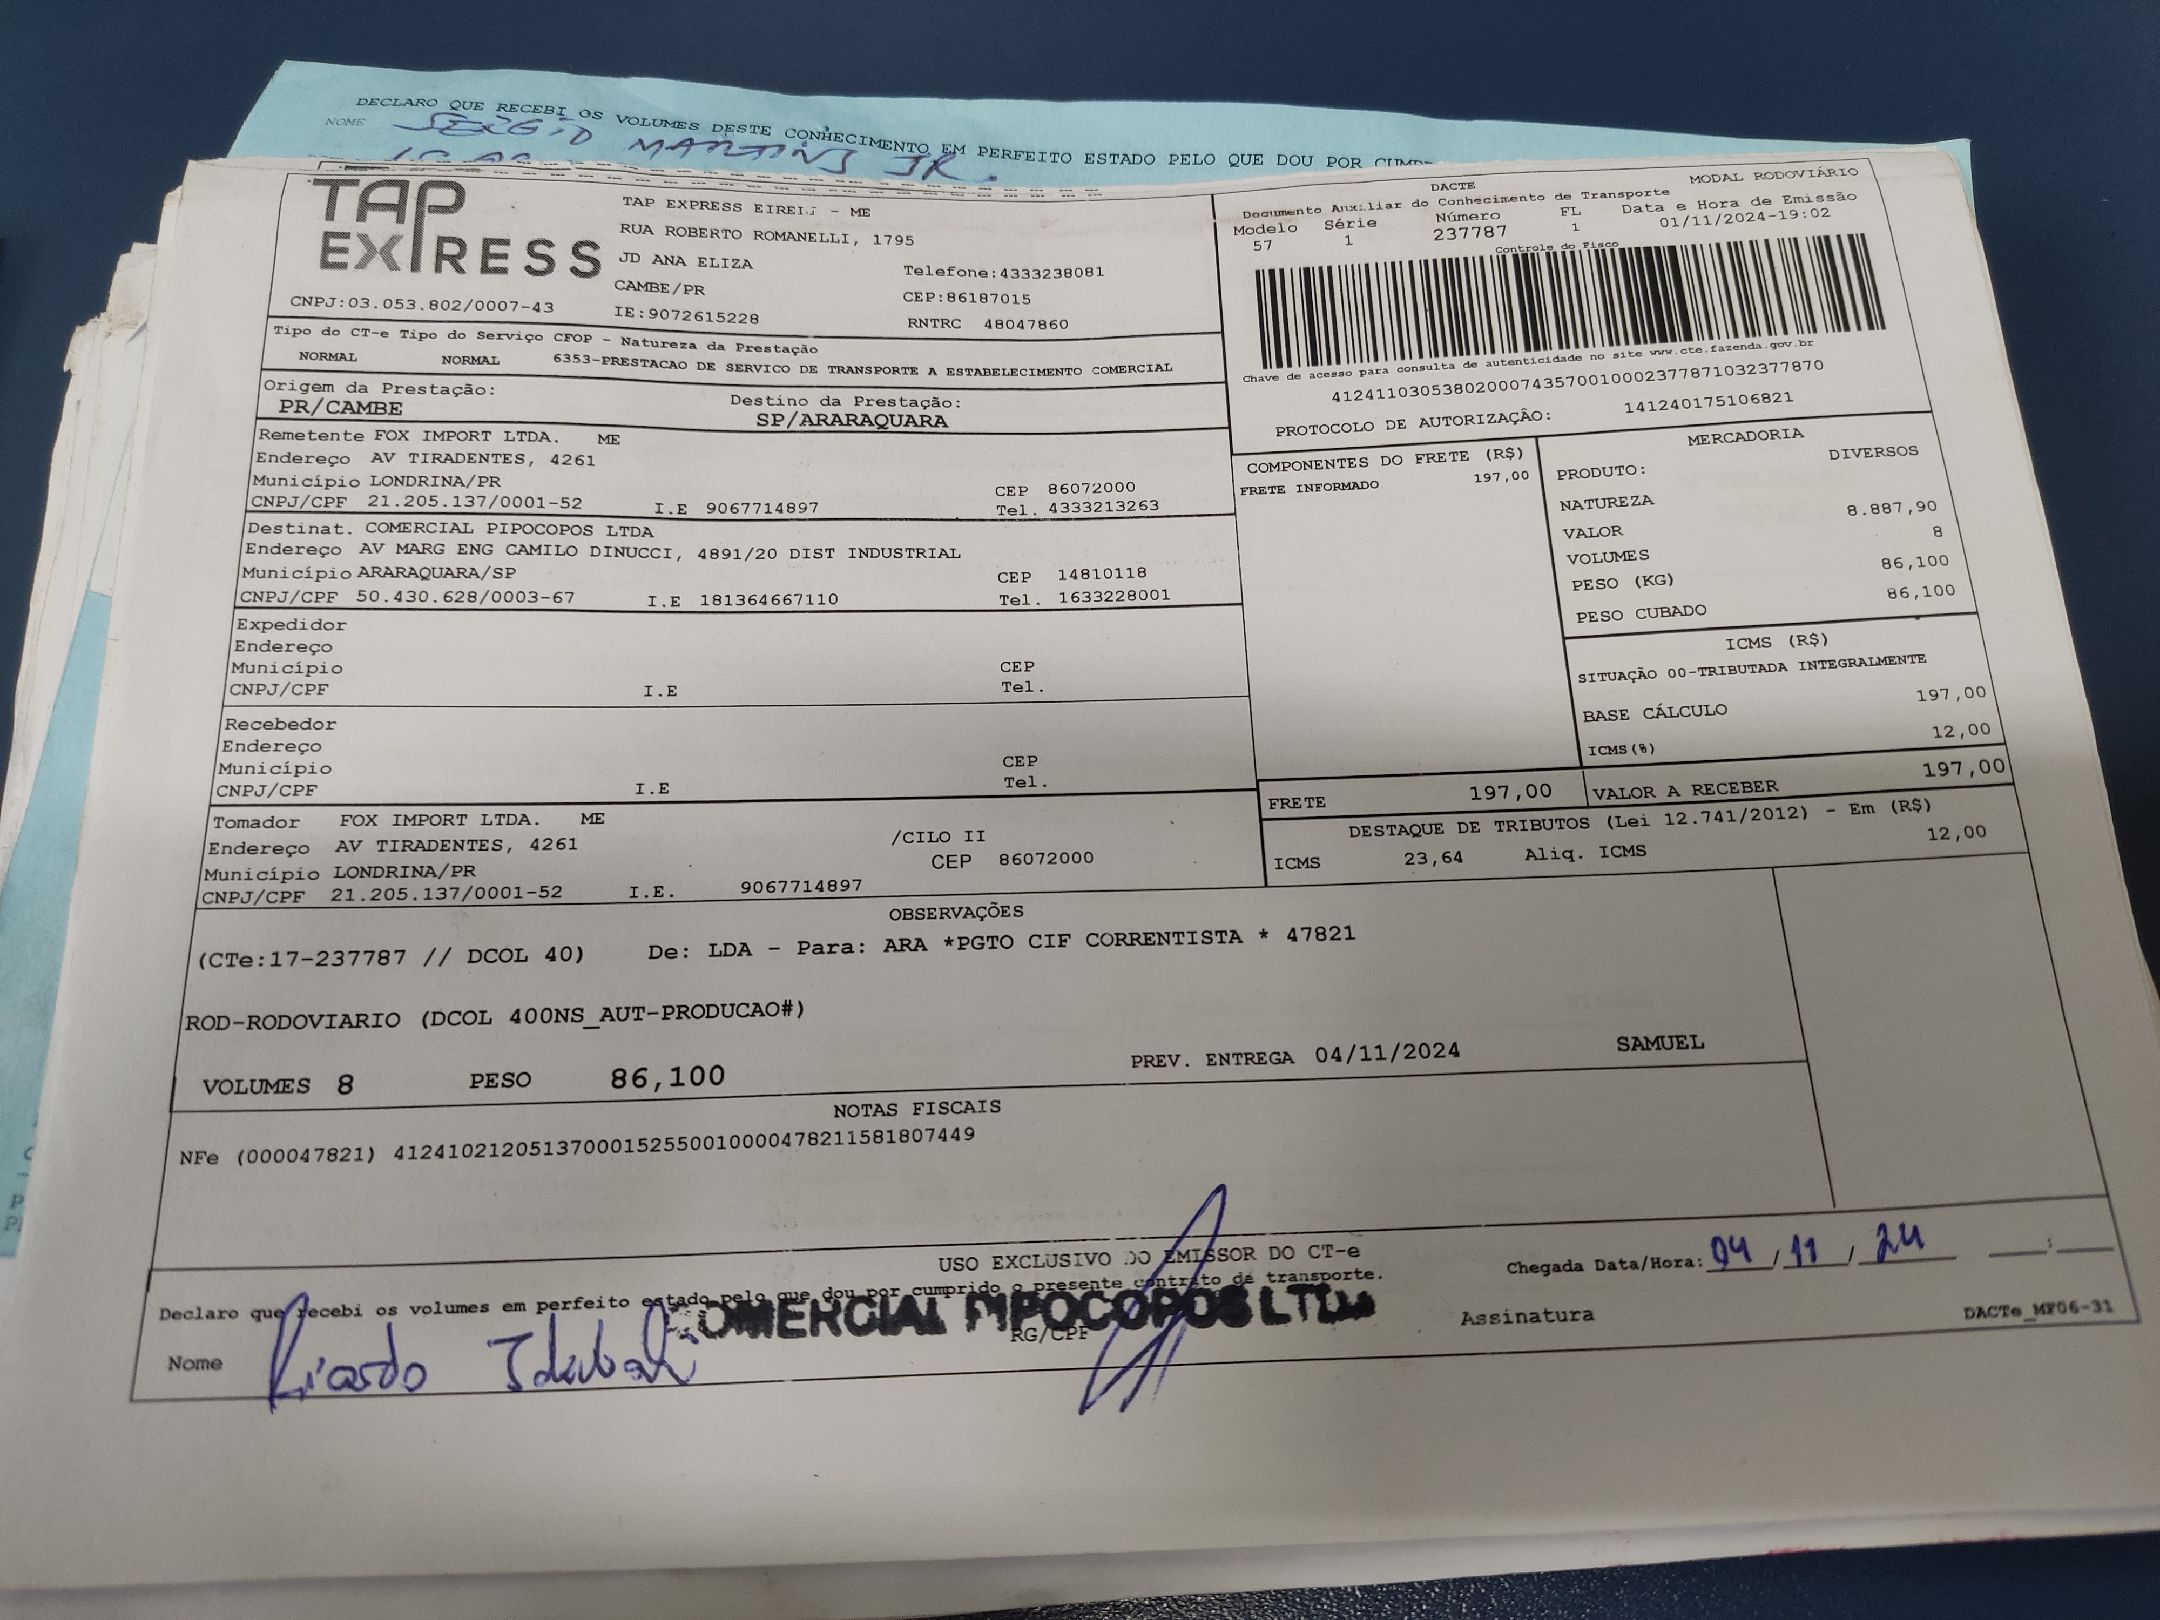 DECLARO QUE RECEBI OS VOLUMES DESTE CONHECIMENTO EM PERFEITO ESTADO PELO QUE DOU POR
NOME SERGIO MARTINS JR.
TAP EXPRESS
TAP EXPRESS EIRELI - ME
RUA ROBERTO ROMANELLI, 1795
JD ANA ELIZA
Telefone:4333238081
CAMBE/PR
CEP:86187015
CNPJ:03.053.802/0007-43
IE:9072615228
RNTRC 48047860
DACTE
MODAL RODOVIÁRIO
Documento Auxiliar do Conhecimento de Transporte
Modelo Série Número FL Data e Hora de Emissão
57 1 237787 1 01/11/2024-19:02
Controle do Fisco
Chave de acesso para consulta de autenticidade no site www.cte.fazenda.gov.br
41241103053802000743570010002377871032377870
PROTOCOLO DE AUTORIZAÇÃO: 141240175106821
Tipo do CT-e Tipo do Serviço CFOP - Natureza da Prestação
NORMAL NORMAL 6353-PRESTACAO DE SERVICO DE TRANSPORTE A ESTABELECIMENTO COMERCIAL
Origem da Prestação: Destino da Prestação:
PR/CAMBE SP/ARARAQUARA
Remetente FOX IMPORT LTDA. ME
Endereço AV TIRADENTES, 4261
Município LONDRINA/PR CEP 86072000
CNPJ/CPF 21.205.137/0001-52 I.E 9067714897 Tel. 4333213263
Destinat. COMERCIAL PIPOCOPOS LTDA
Endereço AV MARG ENG CAMILO DINUCCI, 4891/20 DIST INDUSTRIAL
Município ARARAQUARA/SP CEP 14810118
CNPJ/CPF 50.430.628/0003-67 I.E 181364667110 Tel. 1633228001
Expedidor
Endereço
Município CEP
CNPJ/CPF I.E Tel.
Recebedor
Endereço
Município CEP
CNPJ/CPF I.E Tel.
Tomador FOX IMPORT LTDA. ME
Endereço AV TIRADENTES, 4261 /CILO II
Município LONDRINA/PR CEP 86072000
CNPJ/CPF 21.205.137/0001-52 I.E. 9067714897
COMPONENTES DO FRETE (R$)
FRETE INFORMADO 197,00
MERCADORIA
PRODUTO: DIVERSOS
NATUREZA
VALOR 8.887,90
VOLUMES 8
PESO (KG) 86,100
PESO CUBADO 86,100
ICMS (R$)
SITUAÇÃO 00-TRIBUTADA INTEGRALMENTE
BASE CÁLCULO 197,00
ICMS(%) 12,00
FRETE 197,00 VALOR A RECEBER 197,00
DESTAQUE DE TRIBUTOS (Lei 12.741/2012) - Em (R$)
ICMS 23,64 Aliq. ICMS 12,00
OBSERVAÇÕES
(CTe:17-237787 // DCOL 40) De: LDA - Para: ARA *PGTO CIF CORRENTISTA * 47821
ROD-RODOVIARIO (DCOL 400NS_AUT-PRODUCAO#)
VOLUMES 8 PESO 86,100 PREV. ENTREGA 04/11/2024 SAMUEL
NOTAS FISCAIS
NFe (000047821) 41241021205137000152550010000478211581807449
USO EXCLUSIVO DO EMISSOR DO CT-e
Declaro que recebi os volumes em perfeito estado pelo que dou por cumprido o presente contrato de transporte.
Chegada Data/Hora: 04/11/24 :
COMERCIAL PIPOCOPOS LTDA
Nome Ricardo RG/CPF Assinatura
DACTe_MF06-31